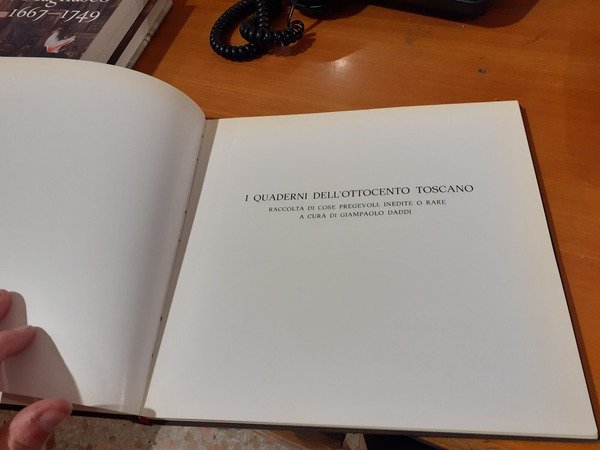 1667-1749
I QUADERNI DELL'OTTOCENTO TOSCANO
RACCOLTA DI COSE PREGEVOLI, INEDITE O RARE
A CURA DI GIAMPAOLO DADDI